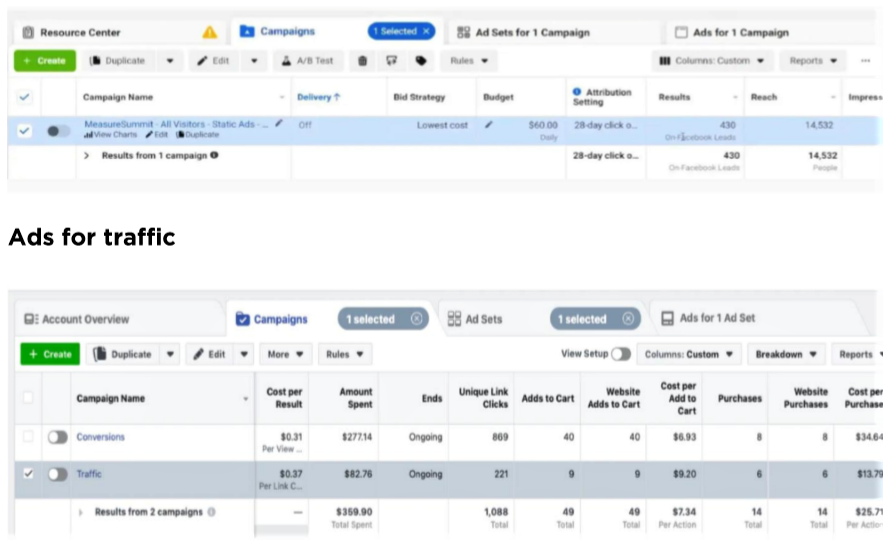 Resource Center Campaigns 1 Selected × Ad Sets for 1 Campaign Ads for 1 Campaign
+ Create Duplicate Edit A/B Test Rules Columns: Custom Reports ...
Campaign Name Delivery ↑ Bid Strategy Budget Attribution Setting Results Reach Impress
MeasureSummit - All Visitors - Static Ads - ... Off Lowest cost $60.00 28-day click o... 430 14,532
View Charts Edit Duplicate Daily On-Facebook Leads
Results from 1 campaign 28-day click o... 430 14,532
On-Facebook Leads People
Ads for traffic
Account Overview Campaigns 1 selected Ad Sets 1 selected Ads for 1 Ad Set
+ Create Duplicate Edit More Rules View Setup Columns: Custom Breakdown Reports
Campaign Name Cost per Result Amount Spent Ends Unique Link Clicks Adds to Cart Website Adds to Cart Cost per Add to Cart Purchases Website Purchases Cost per Purchase
Conversions $0.31 $277.14 Ongoing 869 40 40 $6.93 8 8 $34.64
Per View ...
Traffic $0.37 $82.76 Ongoing 221 9 9 $9.20 6 6 $13.79
Per Link C...
Results from 2 campaigns — $359.90 1,088 49 49 $7.34 14 14 $25.71
Total Spent Total Total Total Per Action Total Total Per Actio